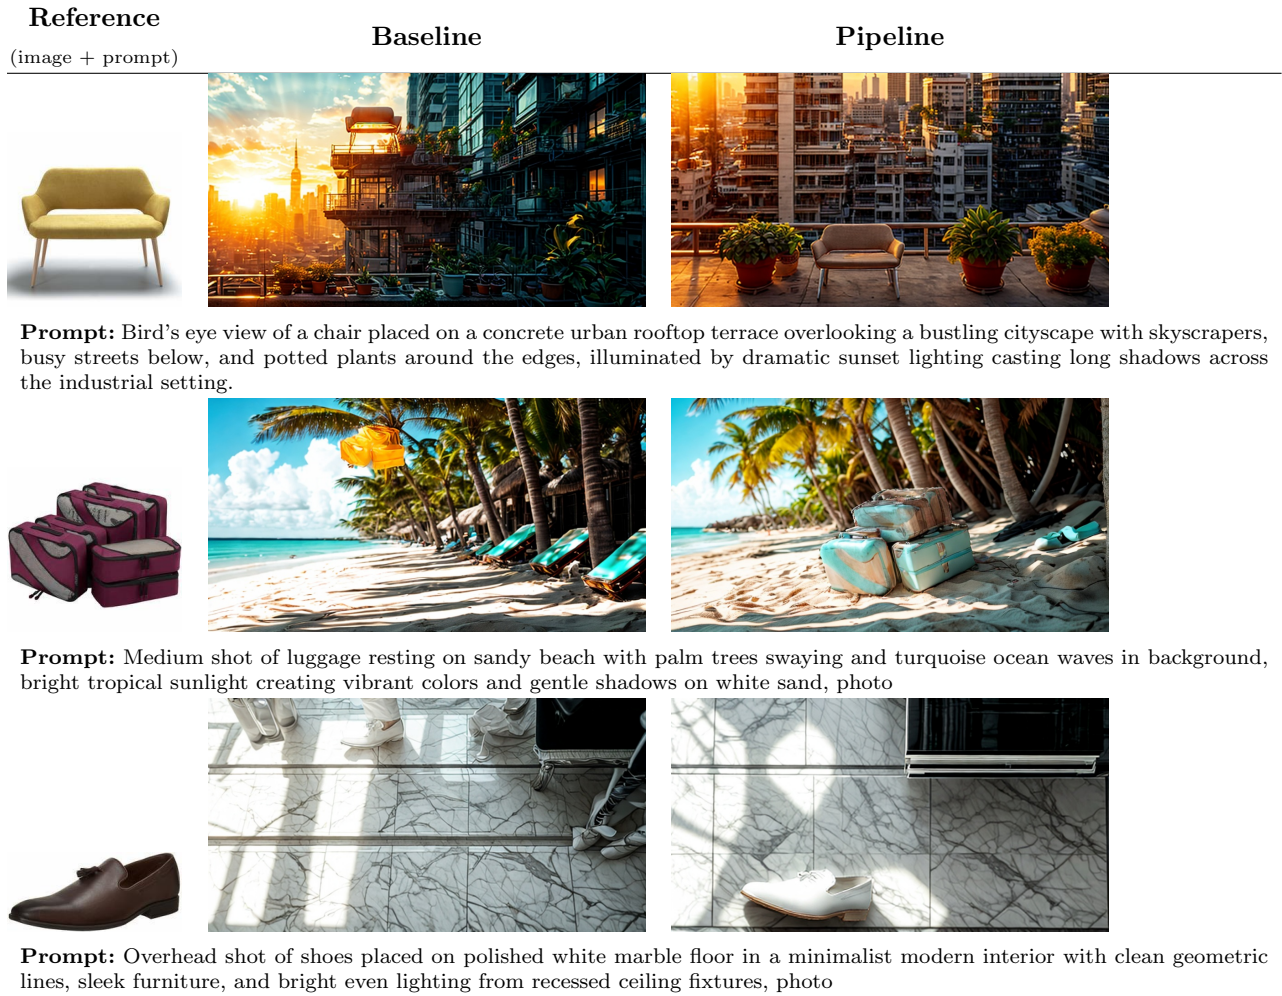 Reference
(image + prompt)
Baseline
Pipeline
Prompt: Bird's eye view of a chair placed on a concrete urban rooftop terrace overlooking a bustling cityscape with skyscrapers,
busy streets below, and potted plants around the edges, illuminated by dramatic sunset lighting casting long shadows across
the industrial setting.
Prompt: Medium shot of luggage resting on sandy beach with palm trees swaying and turquoise ocean waves in background,
bright tropical sunlight creating vibrant colors and gentle shadows on white sand, photo
Prompt: Overhead shot of shoes placed on polished white marble floor in a minimalist modern interior with clean geometric
lines, sleek furniture, and bright even lighting from recessed ceiling fixtures, photo